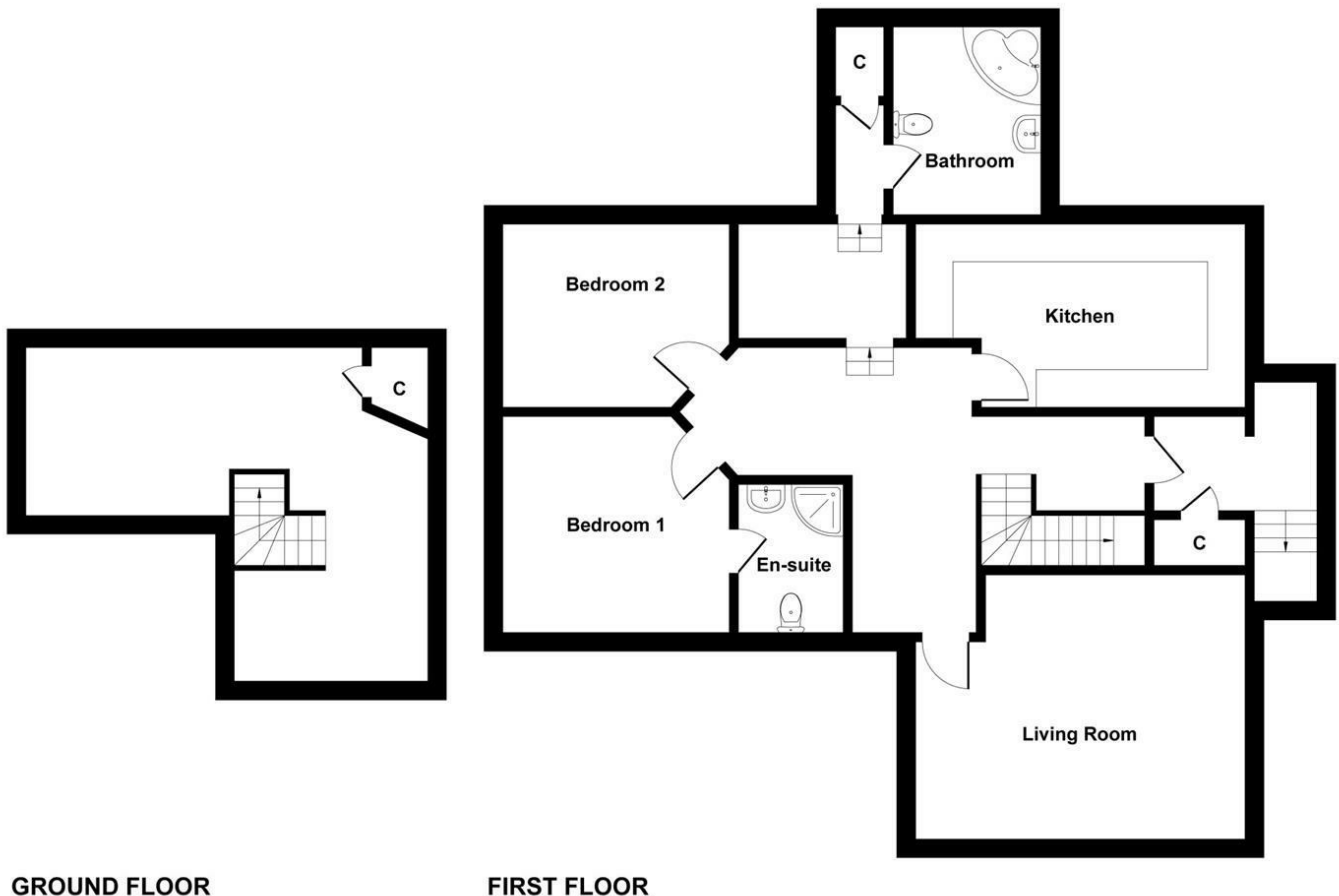 C
Bathroom
Bedroom 2
Kitchen
C
Bedroom 1
En-suite
C
Living Room
GROUND FLOOR
FIRST FLOOR